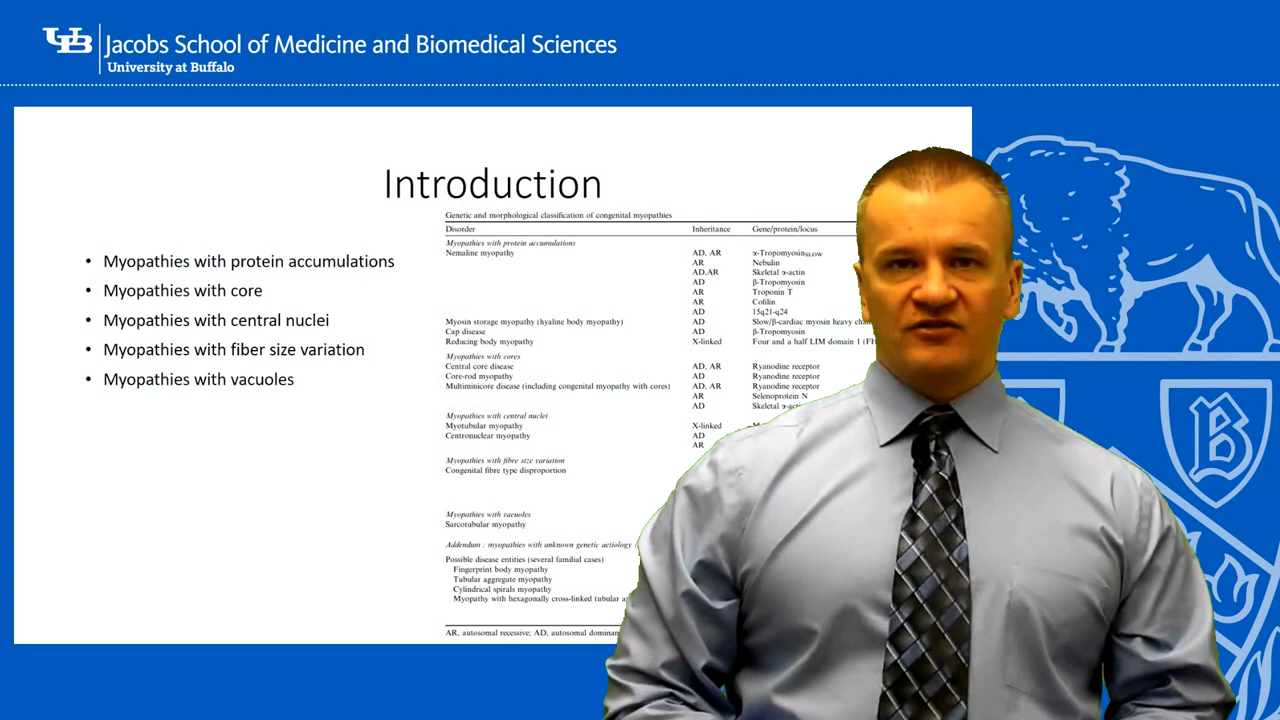 UB Jacobs School of Medicine and Biomedical Sciences
University at Buffalo
Introduction
• Myopathies with protein accumulations
• Myopathies with core
• Myopathies with central nuclei
• Myopathies with fiber size variation
• Myopathies with vacuoles
Genetic and morphological classification of congenital myopathies
Disorder Inheritance Gene/protein/locus
Myopathies with protein accumulations
Nemaline myopathy AD, AR α-TropomyosinSLOW
AR Nebulin
AD,AR Skeletal α-actin
AD β-Tropomyosin
AR Troponin T
AR Cofilin
AD 15q21-q24
Myosin storage myopathy (hyaline body myopathy) AD Slow/β-cardiac myosin heavy
Cap disease AD β-Tropomyosin
Reducing body myopathy X-linked Four and a half LIM domain 1
Myopathies with cores
Central core disease AD, AR Ryanodine receptor
Core-rod myopathy AD Ryanodine receptor
Multiminicore disease (including congenital myopathy with cores) AD, AR Ryanodine receptor
AR Selenoprotein N
AD Skeletal
Myopathies with central nuclei
Myotubular myopathy X-linked
Centronuclear myopathy AD
AR
Myopathies with fibre size variation
Congenital fibre type disproportion
Myopathies with vacuoles
Sarcotubular myopathy
Addendum : myopathies with unknown genetic aetiology
Possible disease entities (several familial cases)
Fingerprint body myopathy
Tubular aggregate myopathy
Cylindrical spirals myopathy
Myopathy with hexagonally cross-linked tubular
AR, autosomal recessive; AD, autosomal
B